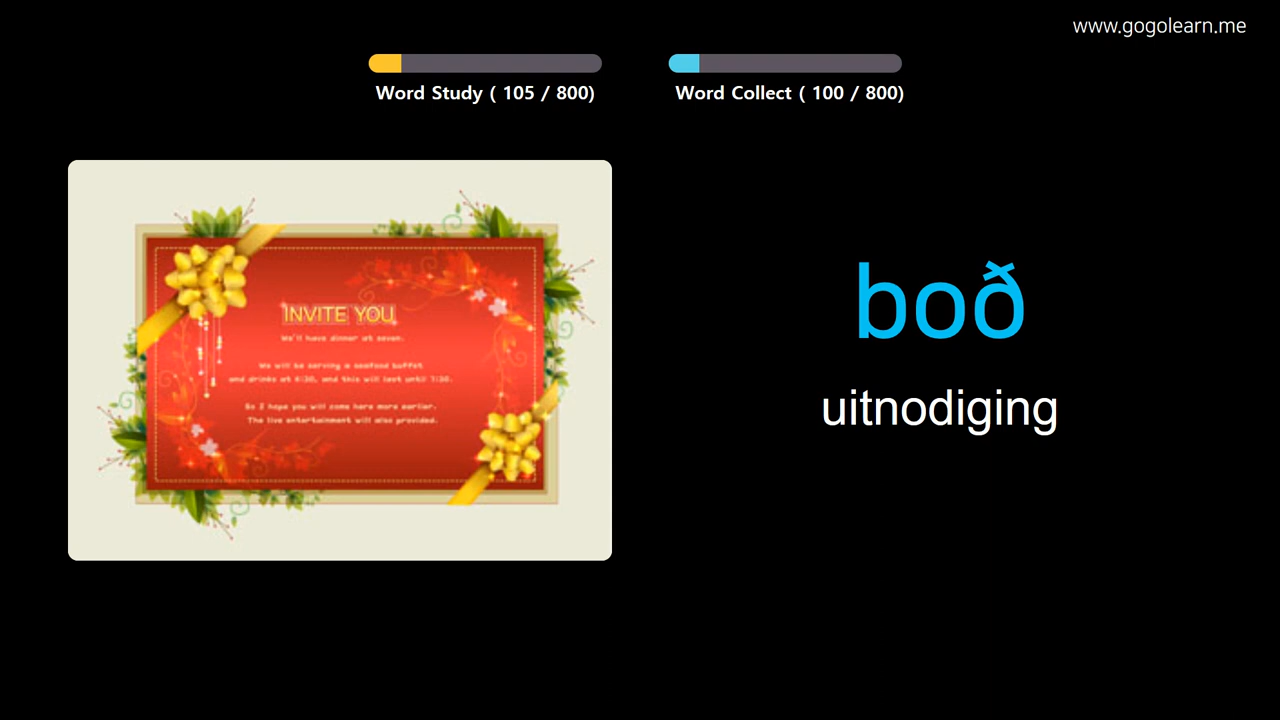 www.gogolearn.me
Word Study ( 105 / 800)
Word Collect ( 100 / 800)
INVITE YOU
We'll have dinner at seven.
We will be serving a seafood buffet
and drinks at 6:30, and this will last until 7:30.
So I hope you will come here more earlier.
The live entertainment will also provided.
boð
uitnodiging